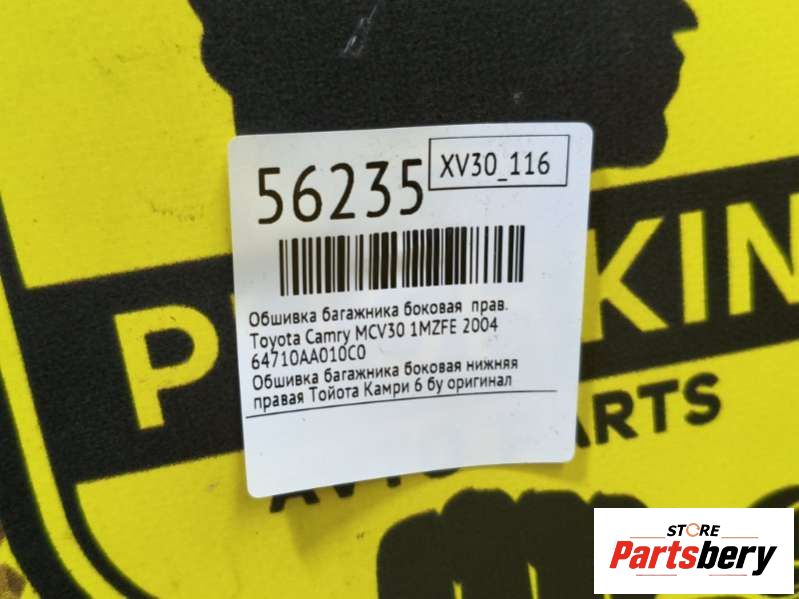 56235
XV30_116
Обшивка багажника боковая прав.
Toyota Camry MCV30 1MZFE 2004
64710AA010C0
Обшивка багажника боковая нижняя
правая Тойота Камри 6 бу оригинал
STORE
Partsbery